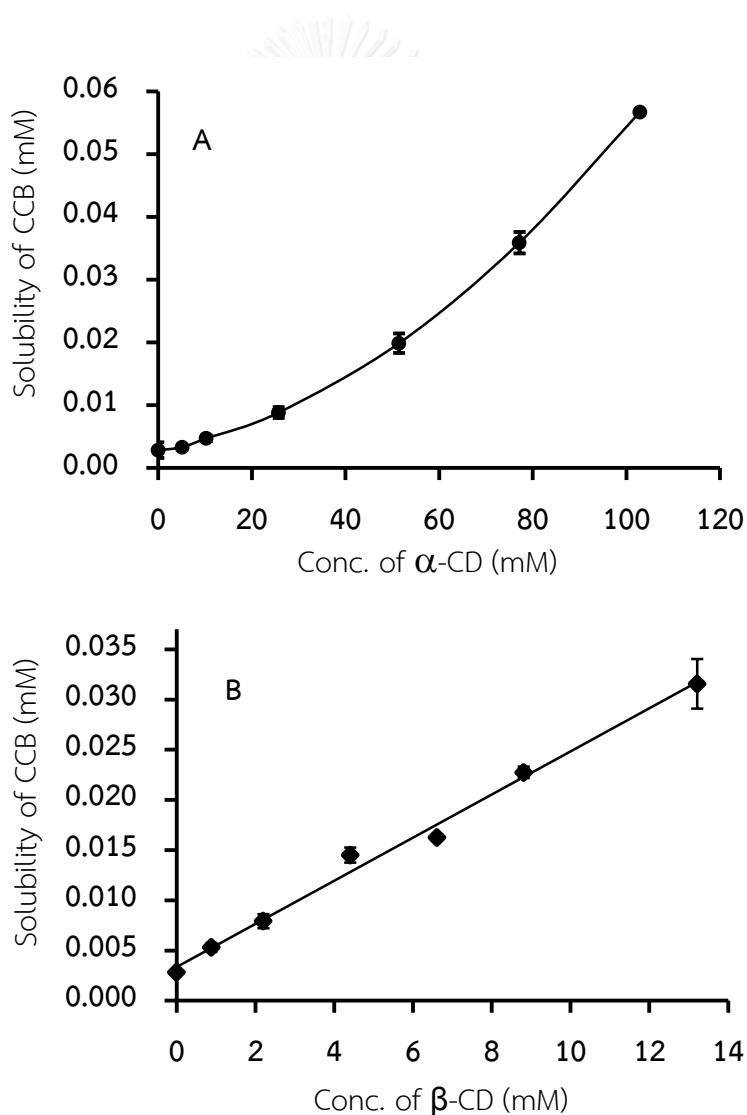 0.06
0.05
0.04
0.03
0.02
0.01
0.00
A
Solubility of CCB (mM)
0 20 40 60 80 100 120
Conc. of α-CD (mM)
0.035
0.030
0.025
0.020
0.015
0.010
0.005
0.000
B
Solubility of CCB (mM)
0 2 4 6 8 10 12 14
Conc. of β-CD (mM)